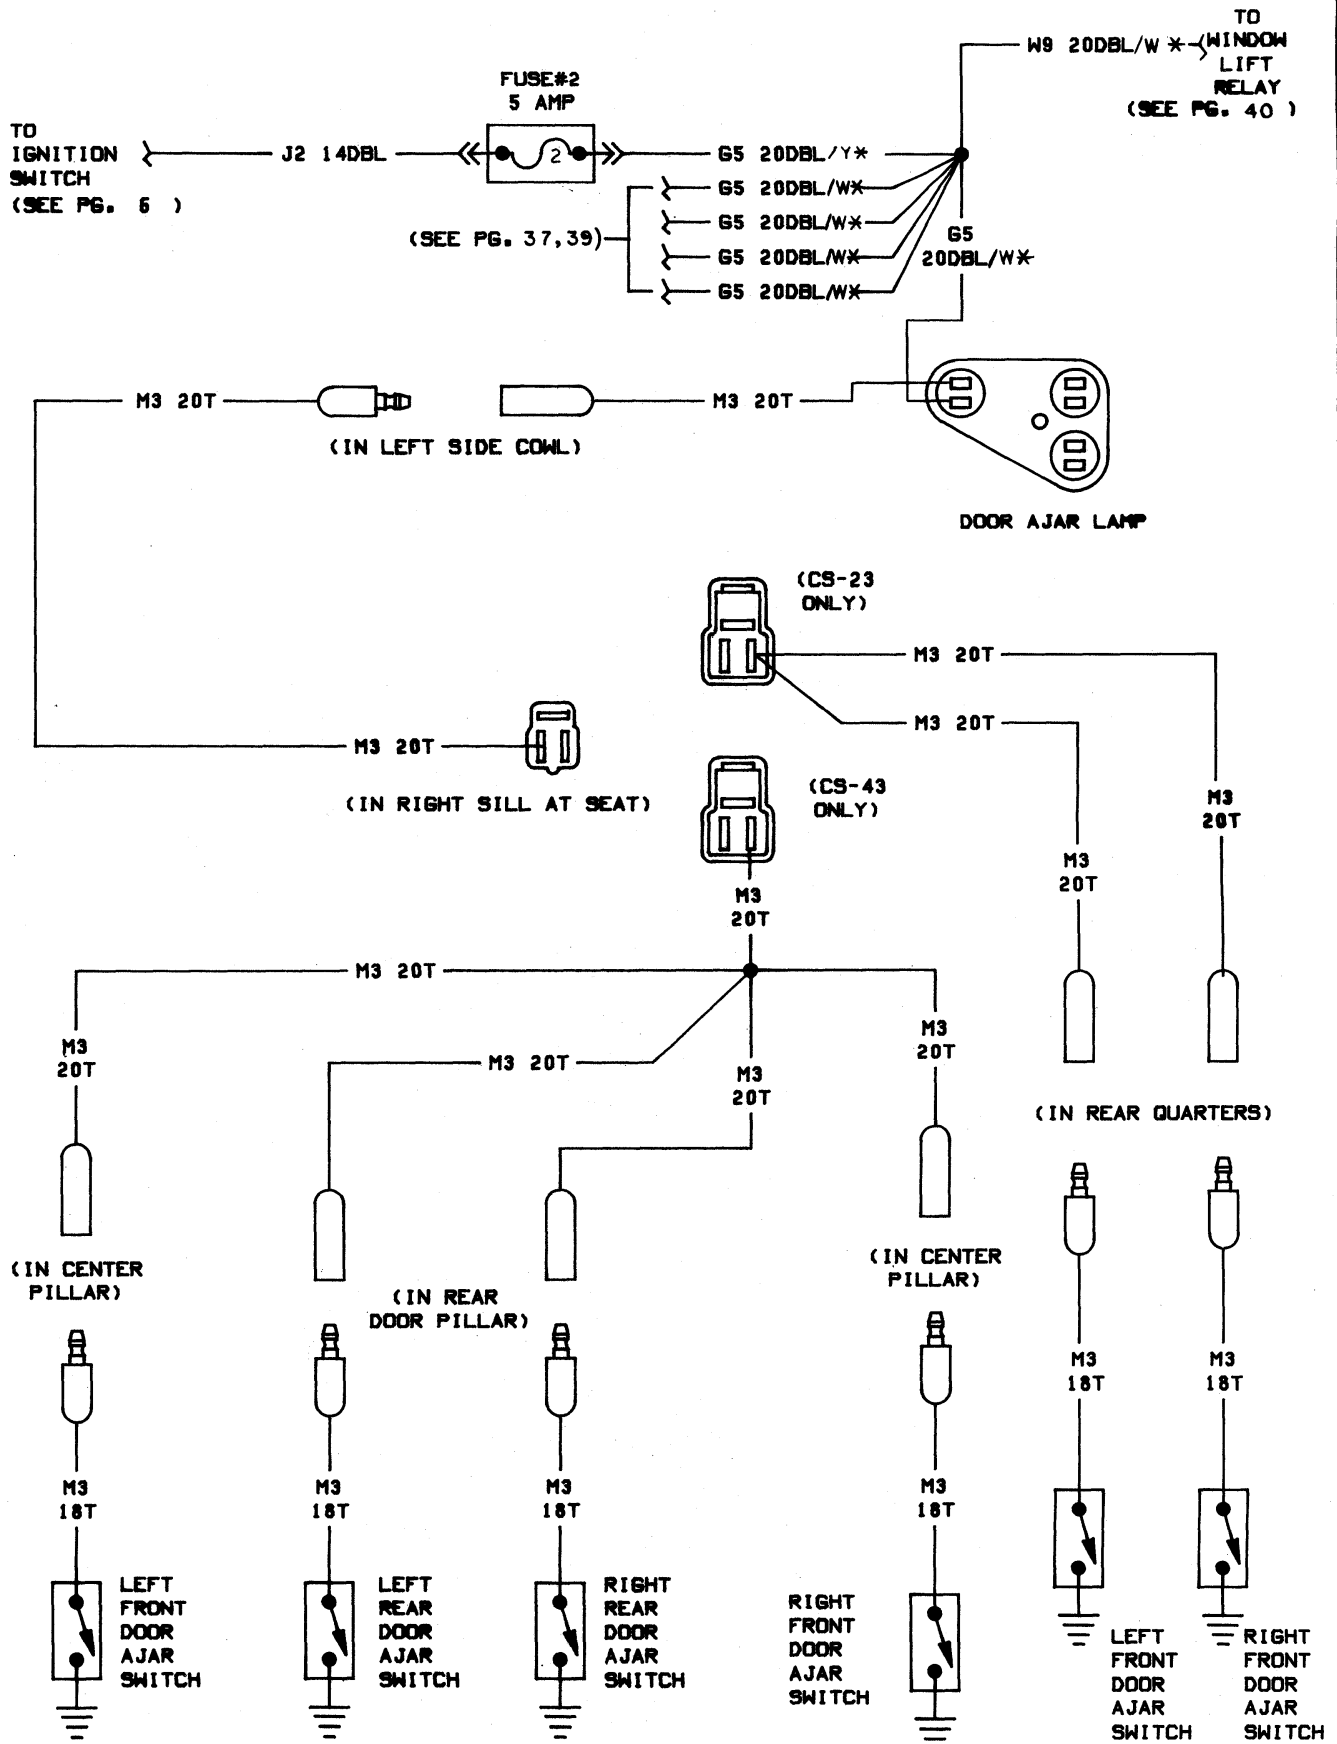 TO
WINDOW
LIFT
RELAY
(SEE PG. 40 )
W9 20DBL/W *
FUSE#2
5 AMP
TO
IGNITION
SWITCH
(SEE PG. 6 )
J2 14DBL
2
G5 20DBL/Y*
G5 20DBL/W*
G5 20DBL/W*
G5 20DBL/W*
G5 20DBL/W*
(SEE PG. 37,39)
G5
20DBL/W*
M3 20T
M3 20T
(IN LEFT SIDE COWL)
DOOR AJAR LAMP
(CS-23
ONLY)
M3 20T
M3 20T
M3 20T
(IN RIGHT SILL AT SEAT)
(CS-43
ONLY)
M3
20T
M3
20T
M3
20T
M3 20T
M3
20T
M3 20T
M3
20T
M3
20T
(IN REAR QUARTERS)
(IN CENTER
PILLAR)
(IN REAR
DOOR PILLAR)
(IN CENTER
PILLAR)
M3
18T
M3
18T
M3
18T
M3
18T
M3
18T
M3
18T
LEFT
FRONT
DOOR
AJAR
SWITCH
LEFT
REAR
DOOR
AJAR
SWITCH
RIGHT
REAR
DOOR
AJAR
SWITCH
RIGHT
FRONT
DOOR
AJAR
SWITCH
LEFT
FRONT
DOOR
AJAR
SWITCH
RIGHT
FRONT
DOOR
AJAR
SWITCH